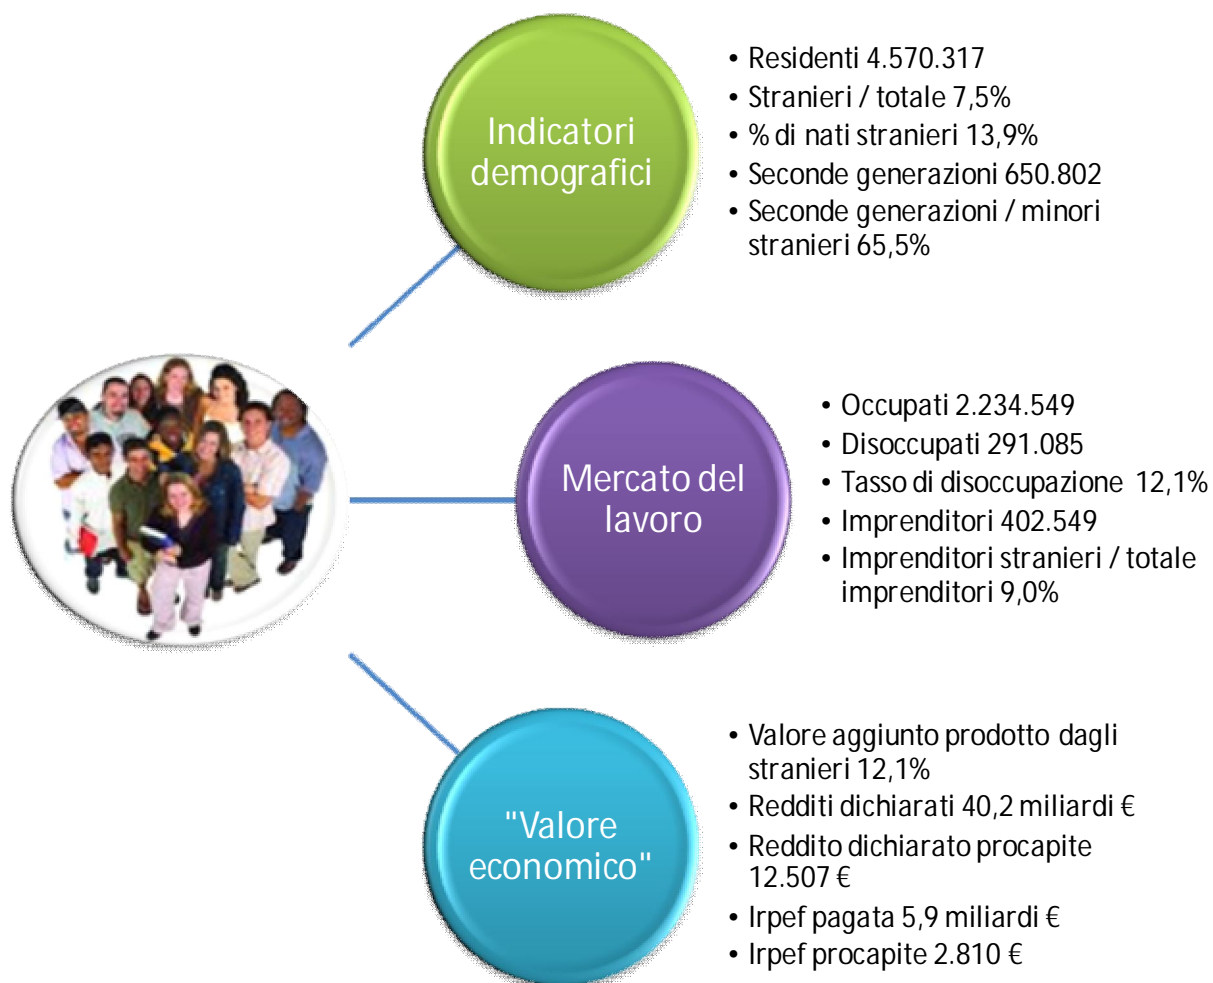 Indicatori
demografici
• Residenti 4.570.317
• Stranieri / totale 7,5%
• % di nati stranieri 13,9%
• Seconde generazioni 650.802
• Seconde generazioni / minori
stranieri 65,5%
Mercato del
lavoro
• Occupati 2.234.549
• Disoccupati 291.085
• Tasso di disoccupazione 12,1%
• Imprenditori 402.549
• Imprenditori stranieri / totale
imprenditori 9,0%
"Valore
economico"
• Valore aggiunto prodotto dagli
stranieri 12,1%
• Redditi dichiarati 40,2 miliardi €
• Reddito dichiarato procapite
12.507 €
• Irpef pagata 5,9 miliardi €
• Irpef procapite 2.810 €